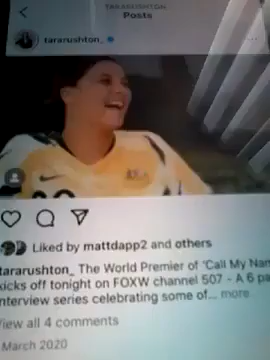 TARARUSHTON_
Posts
tararushton_
Liked by mattdapp2 and others
tararushton_ The World Premier of 'Call My Nam
kicks off tonight on FOXW channel 507 - A 6 pa
interview series celebrating some of... more
View all 4 comments
March 2020